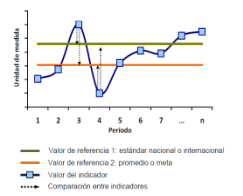 Unidad de medida
1 2 3 4 5 6 7 ... n
Periodo
Valor de referencia 1: estándar nacional o internacional
Valor de referencia 2: promedio o meta
Valor del indicador
Comparación entre indicadores